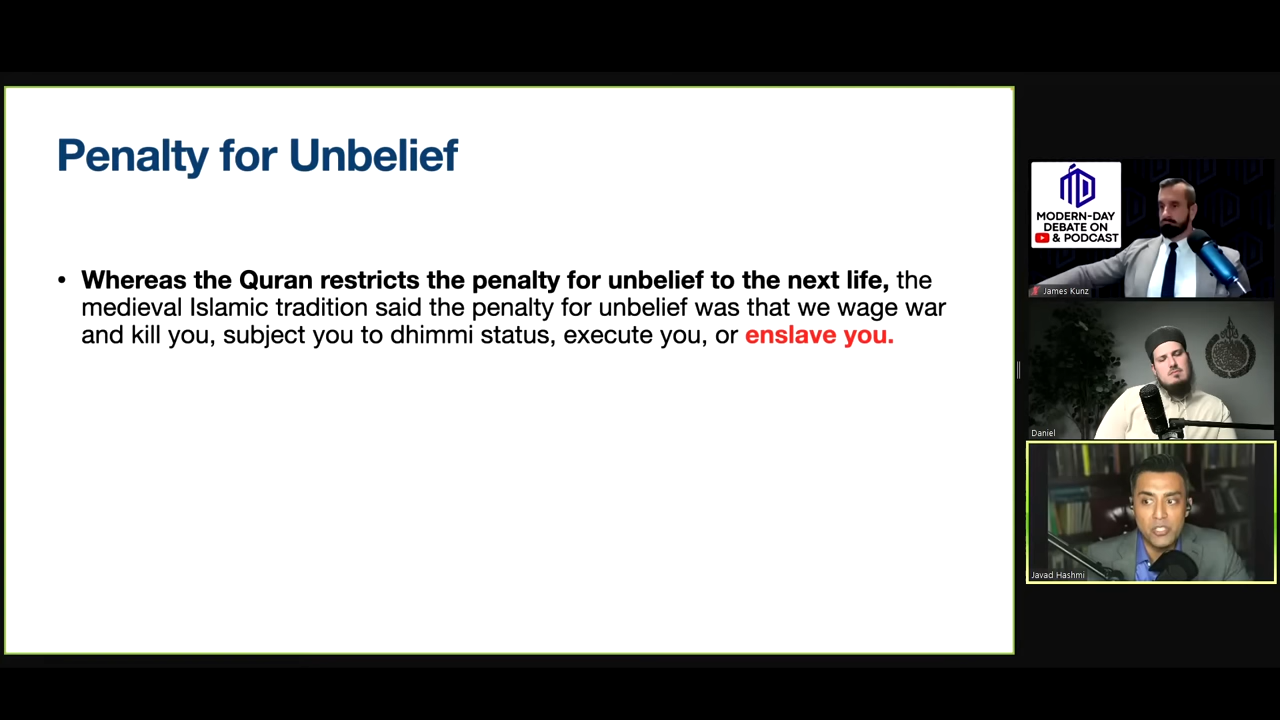 Penalty for Unbelief
• Whereas the Quran restricts the penalty for unbelief to the next life, the
medieval Islamic tradition said the penalty for unbelief was that we wage war
and kill you, subject you to dhimmi status, execute you, or enslave you.
MODERN-DAY
DEBATE ON
& PODCAST
James Kunz
Daniel
Javad Hashmi